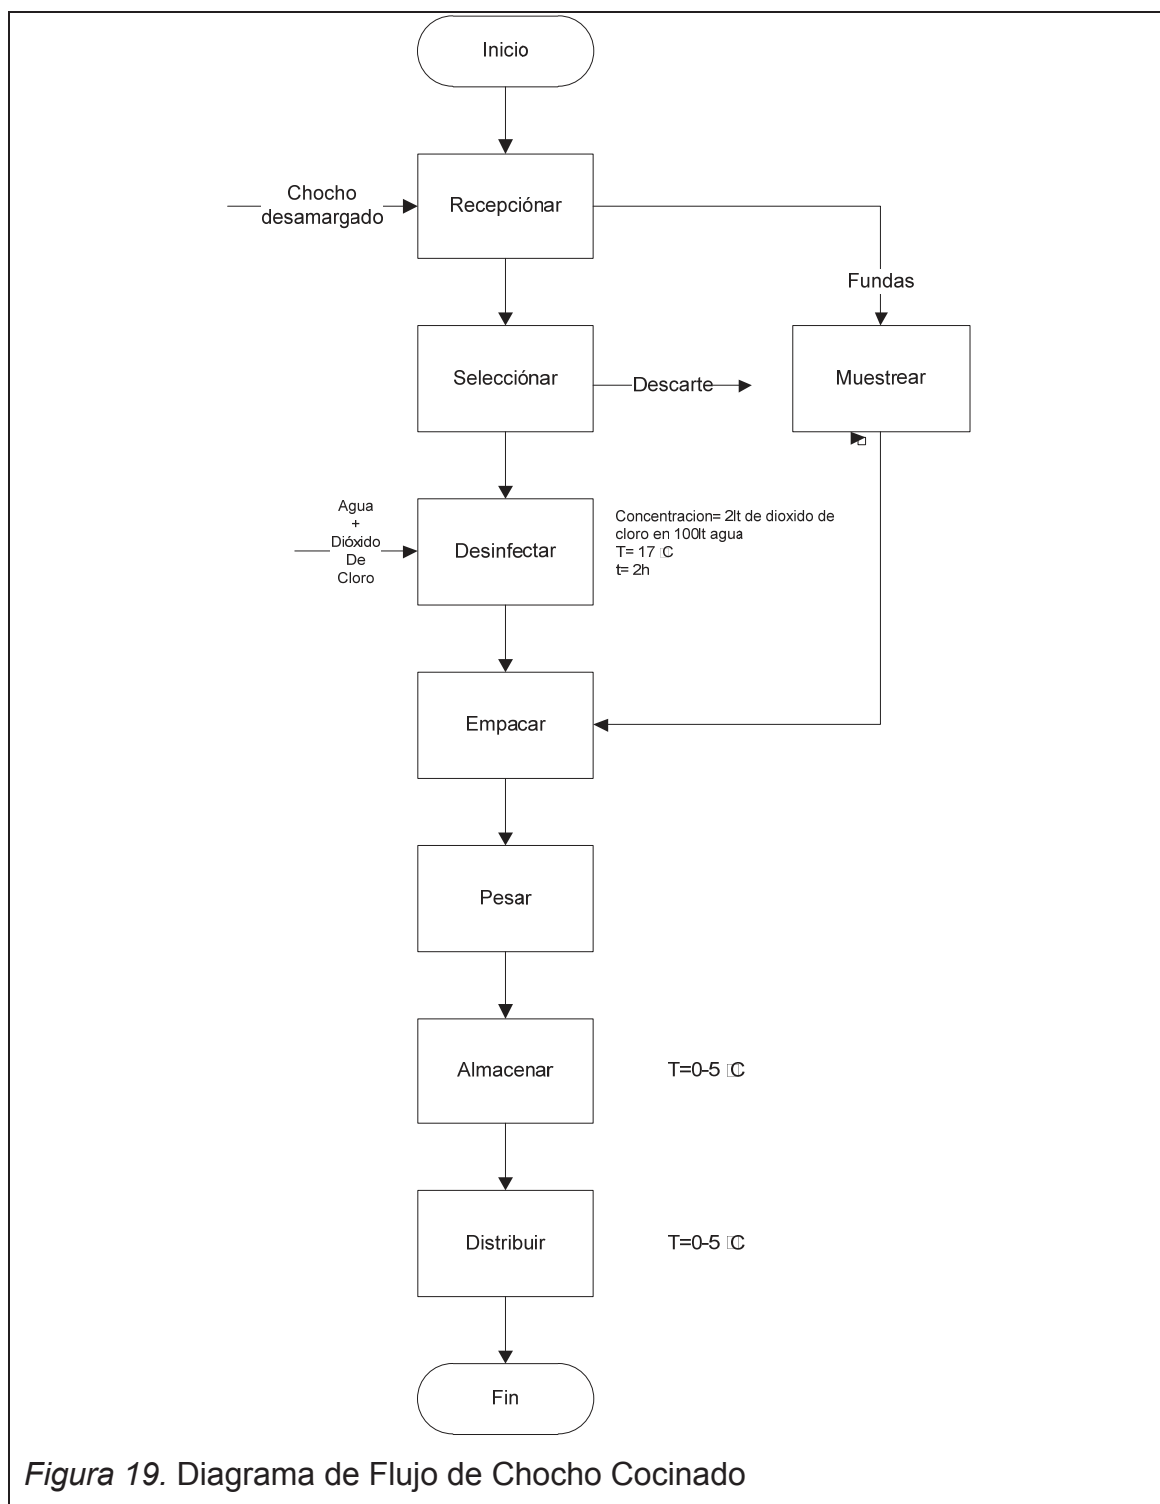 Inicio
Chocho
desamargado
Recepciónar
Fundas
Selecciónar
Descarte
Muestrear
Agua
+
Dióxido
De
Cloro
Desinfectar
Concentracion= 2lt de dioxido de
cloro en 100lt agua
T= 17 C
t= 2h
Empacar
Pesar
Almacenar
T=0-5 C
Distribuir
T=0-5 C
Fin
Figura 19. Diagrama de Flujo de Chocho Cocinado